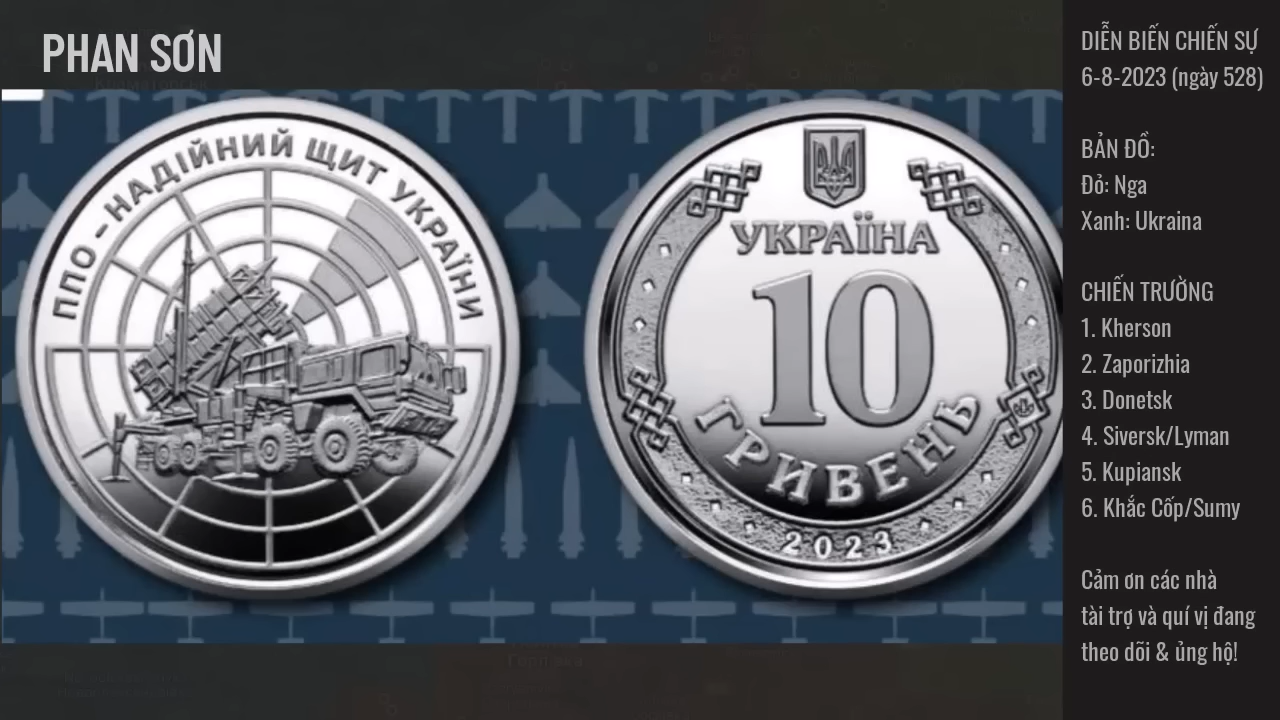 PHAN SƠN
ППО – НАДІЙНИЙ ЩИТ УКРАЇНИ
УКРАЇНА
10
ГРИВЕНЬ
2023
DIỄN BIẾN CHIẾN SỰ
6-8-2023 (ngày 528)
BẢN ĐỒ:
Đỏ: Nga
Xanh: Ukraina
CHIẾN TRƯỜNG
1. Kherson
2. Zaporizhia
3. Donetsk
4. Siversk/Lyman
5. Kupiansk
6. Khắc Cốp/Sumy
Cảm ơn các nhà
tài trợ và quí vị đang
theo dõi & ủng hộ!